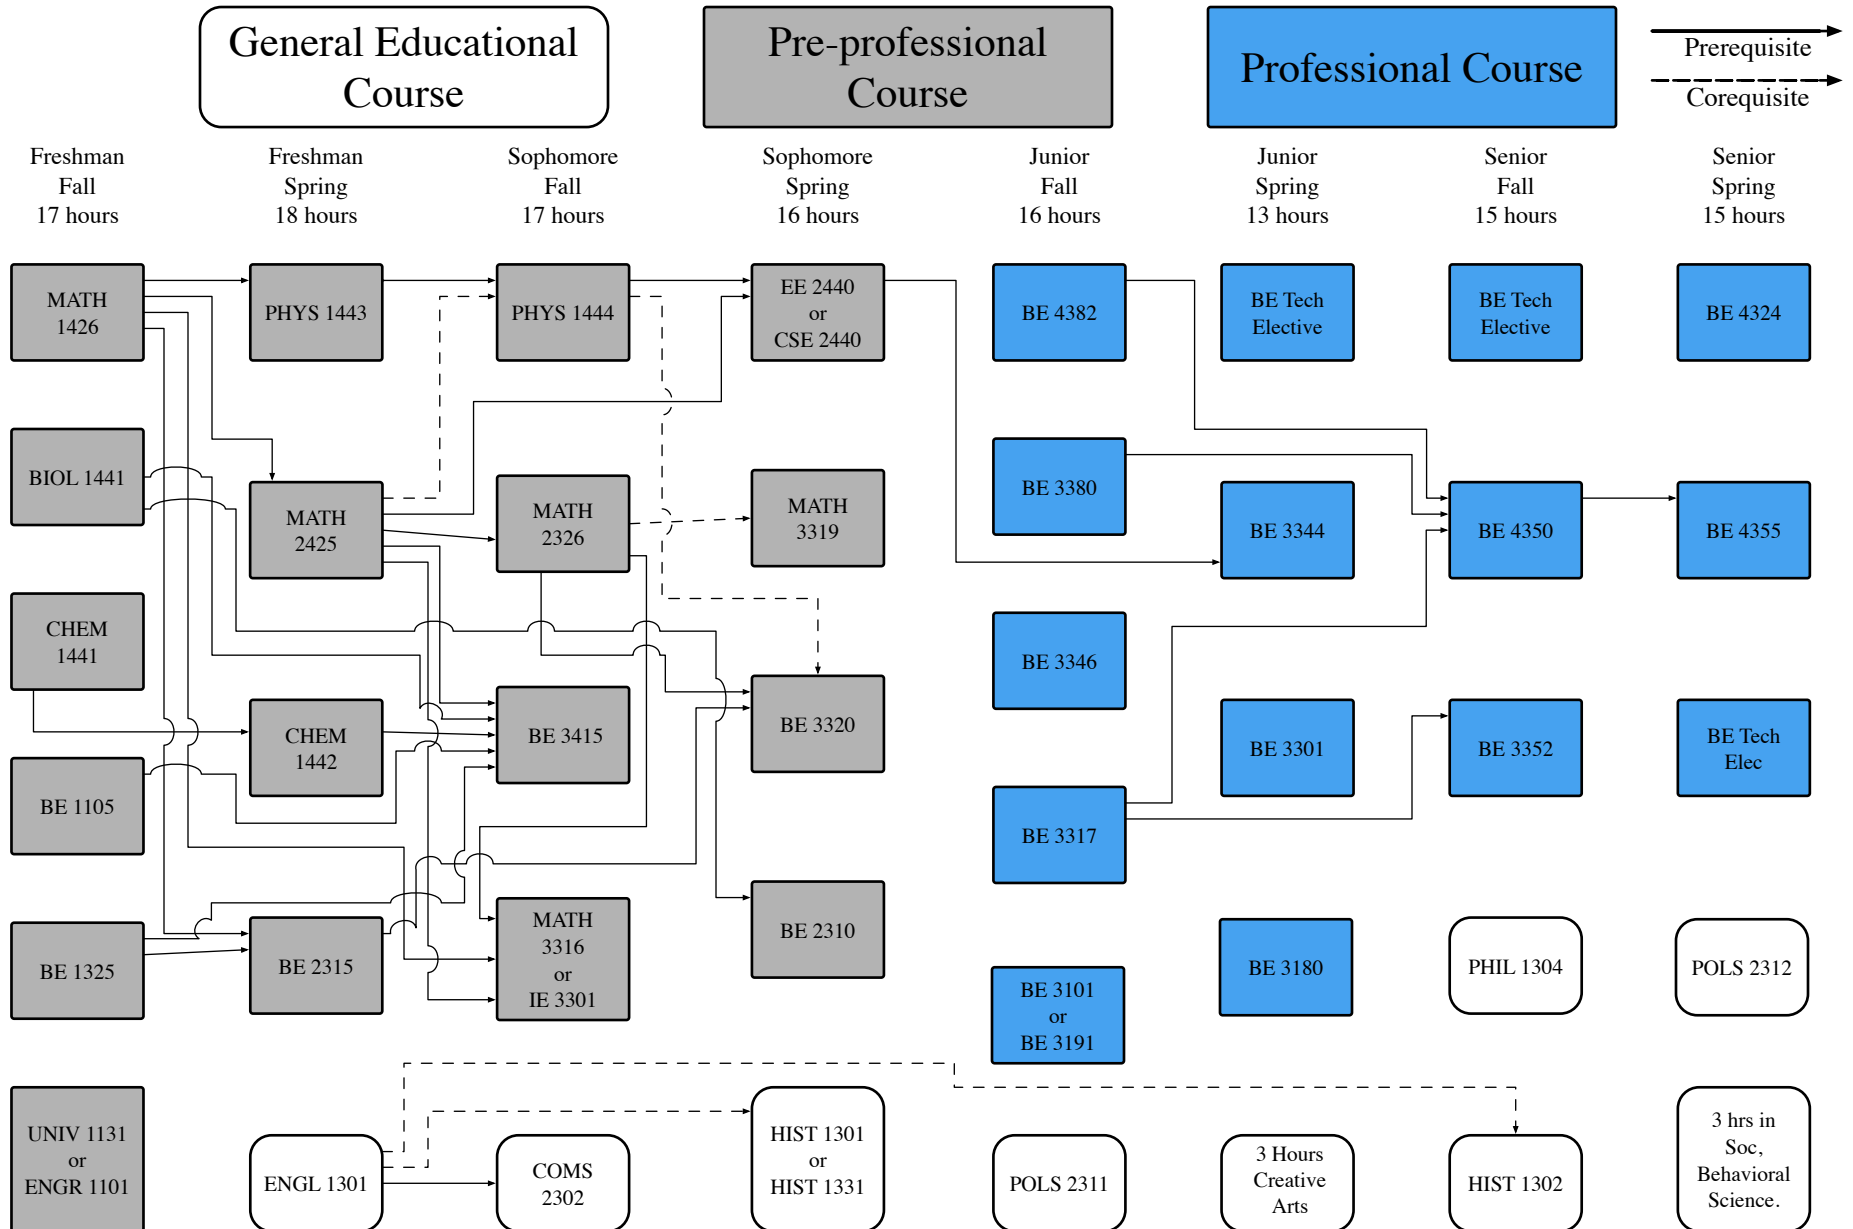 General Educational
Course
Pre-professional
Course
Professional Course
Prerequisite
Corequisite
Freshman
Fall
17 hours
Freshman
Spring
18 hours
Sophomore
Fall
17 hours
Sophomore
Spring
16 hours
Junior
Fall
16 hours
Junior
Spring
13 hours
Senior
Fall
15 hours
Senior
Spring
15 hours
MATH
1426
PHYS 1443
PHYS 1444
EE 2440
or
CSE 2440
BE 4382
BE Tech
Elective
BE Tech
Elective
BE 4324
BIOL 1441
MATH
2425
MATH
2326
MATH
3319
BE 3380
BE 3344
BE 4350
BE 4355
CHEM
1441
CHEM
1442
BE 3415
BE 3320
BE 3346
BE 3301
BE 3352
BE Tech
Elec
BE 1105
BE 3317
BE 1325
BE 2315
MATH
3316
or
IE 3301
BE 2310
BE 3101
or
BE 3191
BE 3180
PHIL 1304
POLS 2312
UNIV 1131
or
ENGR 1101
ENGL 1301
COMS
2302
HIST 1301
or
HIST 1331
POLS 2311
3 Hours
Creative
Arts
HIST 1302
3 hrs in
Soc,
Behavioral
Science.